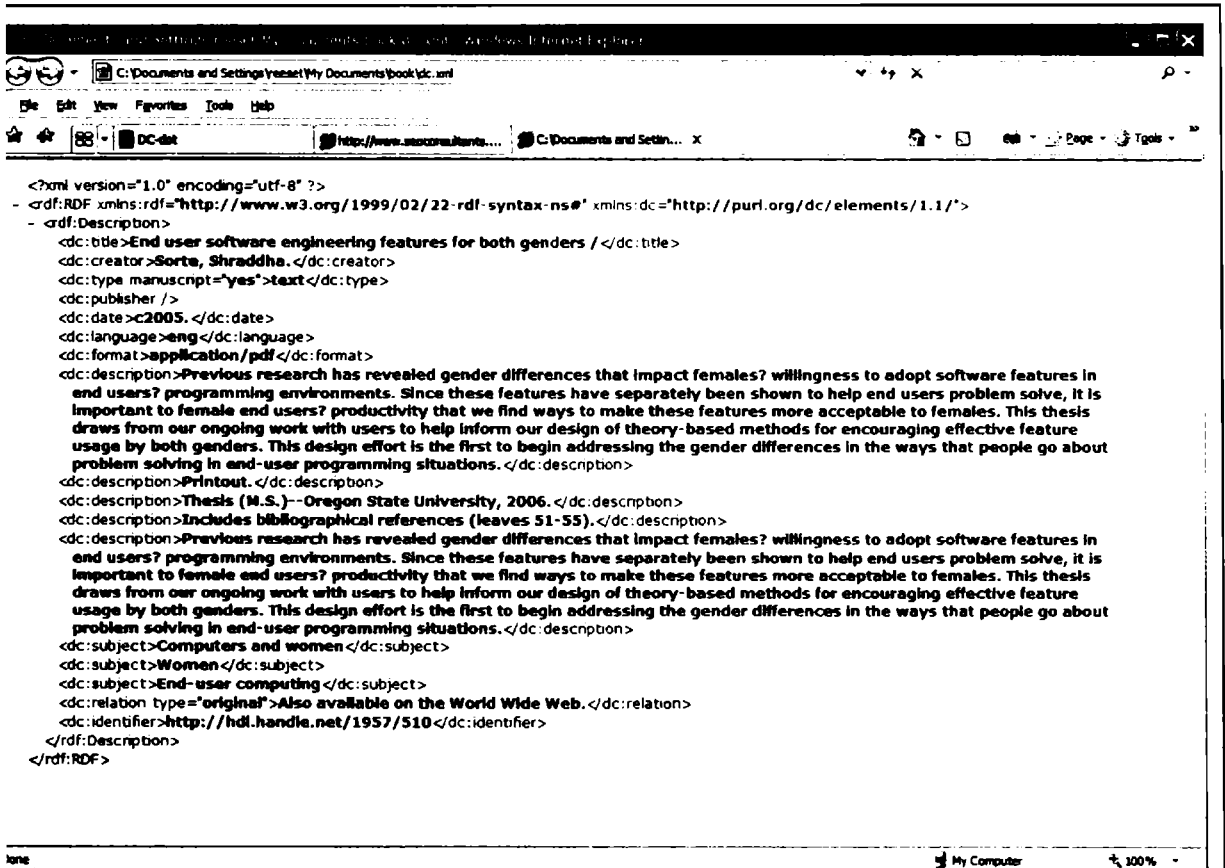 Windows Internet Explorer
C:\Documents and Settings\reeset\My Documents\book\dc.xml
File Edit View Favorites Tools Help
DC-dot http://www.seoconsultants.... C:\Documents and Settin... X Page Tools
<?xml version="1.0" encoding="utf-8" ?>
- <rdf:RDF xmlns:rdf="http://www.w3.org/1999/02/22-rdf-syntax-ns#" xmlns:dc="http://purl.org/dc/elements/1.1/">
- <rdf:Description>
<dc:title>End user software engineering features for both genders /</dc:title>
<dc:creator>Sorte, Shraddha.</dc:creator>
<dc:type manuscript="yes">text</dc:type>
<dc:publisher />
<dc:date>c2005.</dc:date>
<dc:language>eng</dc:language>
<dc:format>application/pdf</dc:format>
<dc:description>Previous research has revealed gender differences that impact females? willingness to adopt software features in
end users? programming environments. Since these features have separately been shown to help end users problem solve, it is
important to female end users? productivity that we find ways to make these features more acceptable to females. This thesis
draws from our ongoing work with users to help inform our design of theory-based methods for encouraging effective feature
usage by both genders. This design effort is the first to begin addressing the gender differences in the ways that people go about
problem solving in end-user programming situations.</dc:description>
<dc:description>Printout.</dc:description>
<dc:description>Thesis (M.S.)--Oregon State University, 2006.</dc:description>
<dc:description>Includes bibliographical references (leaves 51-55).</dc:description>
<dc:description>Previous research has revealed gender differences that impact females? willingness to adopt software features in
end users? programming environments. Since these features have separately been shown to help end users problem solve, it is
important to female end users? productivity that we find ways to make these features more acceptable to females. This thesis
draws from our ongoing work with users to help inform our design of theory-based methods for encouraging effective feature
usage by both genders. This design effort is the first to begin addressing the gender differences in the ways that people go about
problem solving in end-user programming situations.</dc:description>
<dc:subject>Computers and women</dc:subject>
<dc:subject>Women</dc:subject>
<dc:subject>End-user computing</dc:subject>
<dc:relation type="original">Also available on the World Wide Web.</dc:relation>
<dc:identifier>http://hdl.handle.net/1957/510</dc:identifier>
</rdf:Description>
</rdf:RDF>
My Computer 100%